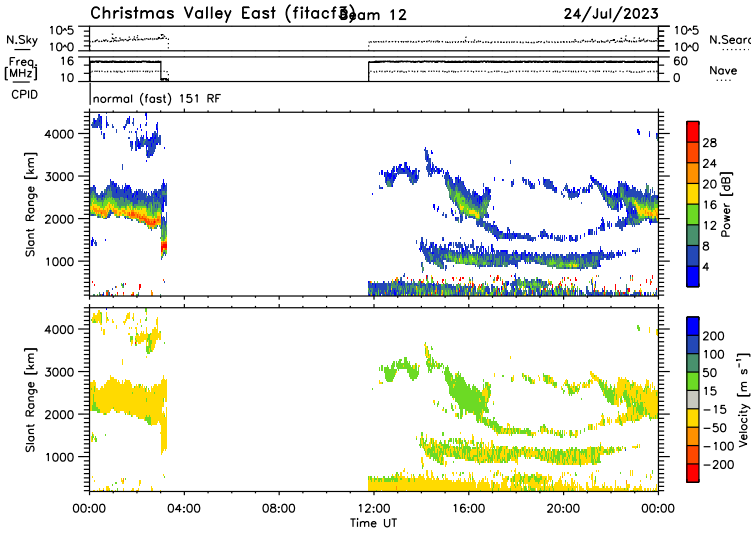 Christmas Valley East (fitacf3) Beam 12 24/Jul/2023
N.Sky 10^5 10^0 10^5 10^0 N.Searc
Freq. [MHz] 16 10 60 0 Nave
CPID normal (fast) 151 RF
Slant Range [km] 4000 3000 2000 1000
Power [dB] 28 24 20 16 12 8 4
Slant Range [km] 4000 3000 2000 1000
Velocity [m s⁻¹] 200 100 50 15 -15 -50 -100 -200
00:00 04:00 08:00 12:00 16:00 20:00 00:00
Time UT